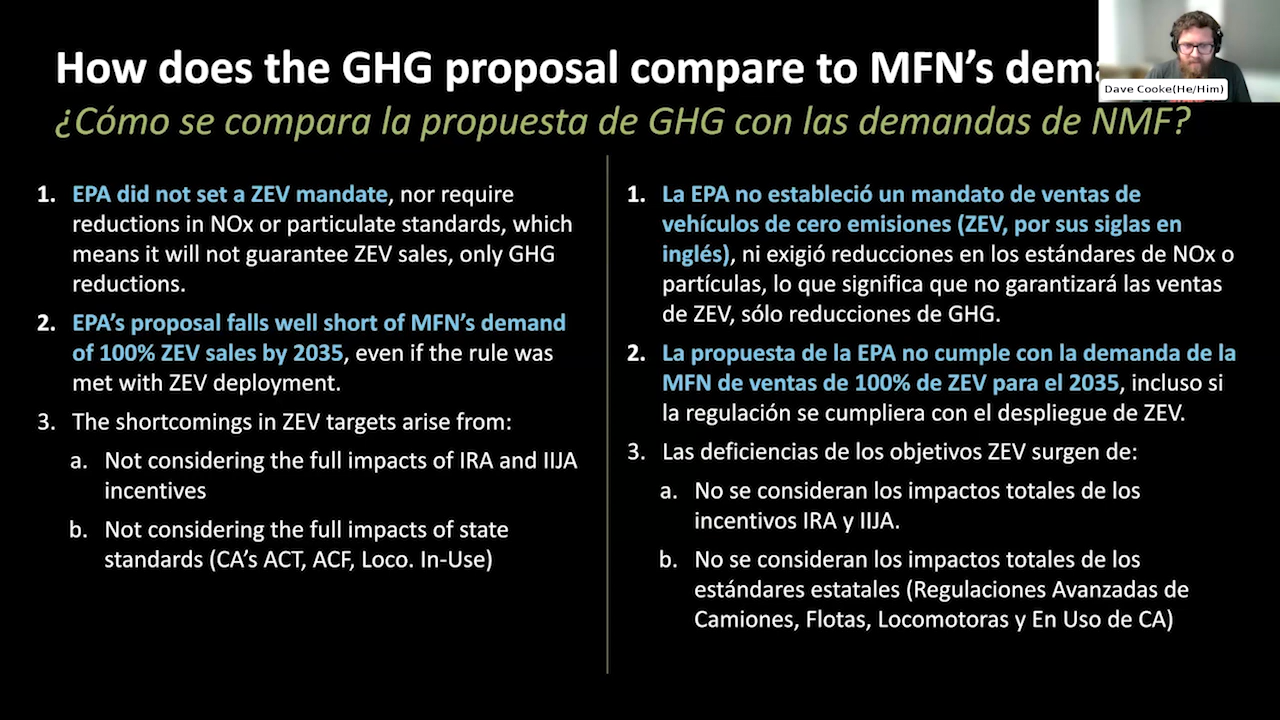 How does the GHG proposal compare to MFN's
Dave Cooke(He/Him)
¿Cómo se compara la propuesta de GHG con las demandas de NMF?
1. EPA did not set a ZEV mandate, nor require
reductions in NOx or particulate standards, which
means it will not guarantee ZEV sales, only GHG
reductions.
2. EPA's proposal falls well short of MFN's demand
of 100% ZEV sales by 2035, even if the rule was
met with ZEV deployment.
3. The shortcomings in ZEV targets arise from:
a. Not considering the full impacts of IRA and IIJA
incentives
b. Not considering the full impacts of state
standards (CA's ACT, ACF, Loco. In-Use)
1. La EPA no estableció un mandato de ventas de
vehículos de cero emisiones (ZEV, por sus siglas en
inglés), ni exigió reducciones en los estándares de NOx o
partículas, lo que significa que no garantizará las ventas
de ZEV, sólo reducciones de GHG.
2. La propuesta de la EPA no cumple con la demanda de la
MFN de ventas de 100% de ZEV para el 2035, incluso si
la regulación se cumpliera con el despliegue de ZEV.
3. Las deficiencias de los objetivos ZEV surgen de:
a. No se consideran los impactos totales de los
incentivos IRA y IIJA.
b. No se consideran los impactos totales de los
estándares estatales (Regulaciones Avanzadas de
Camiones, Flotas, Locomotoras y En Uso de CA)